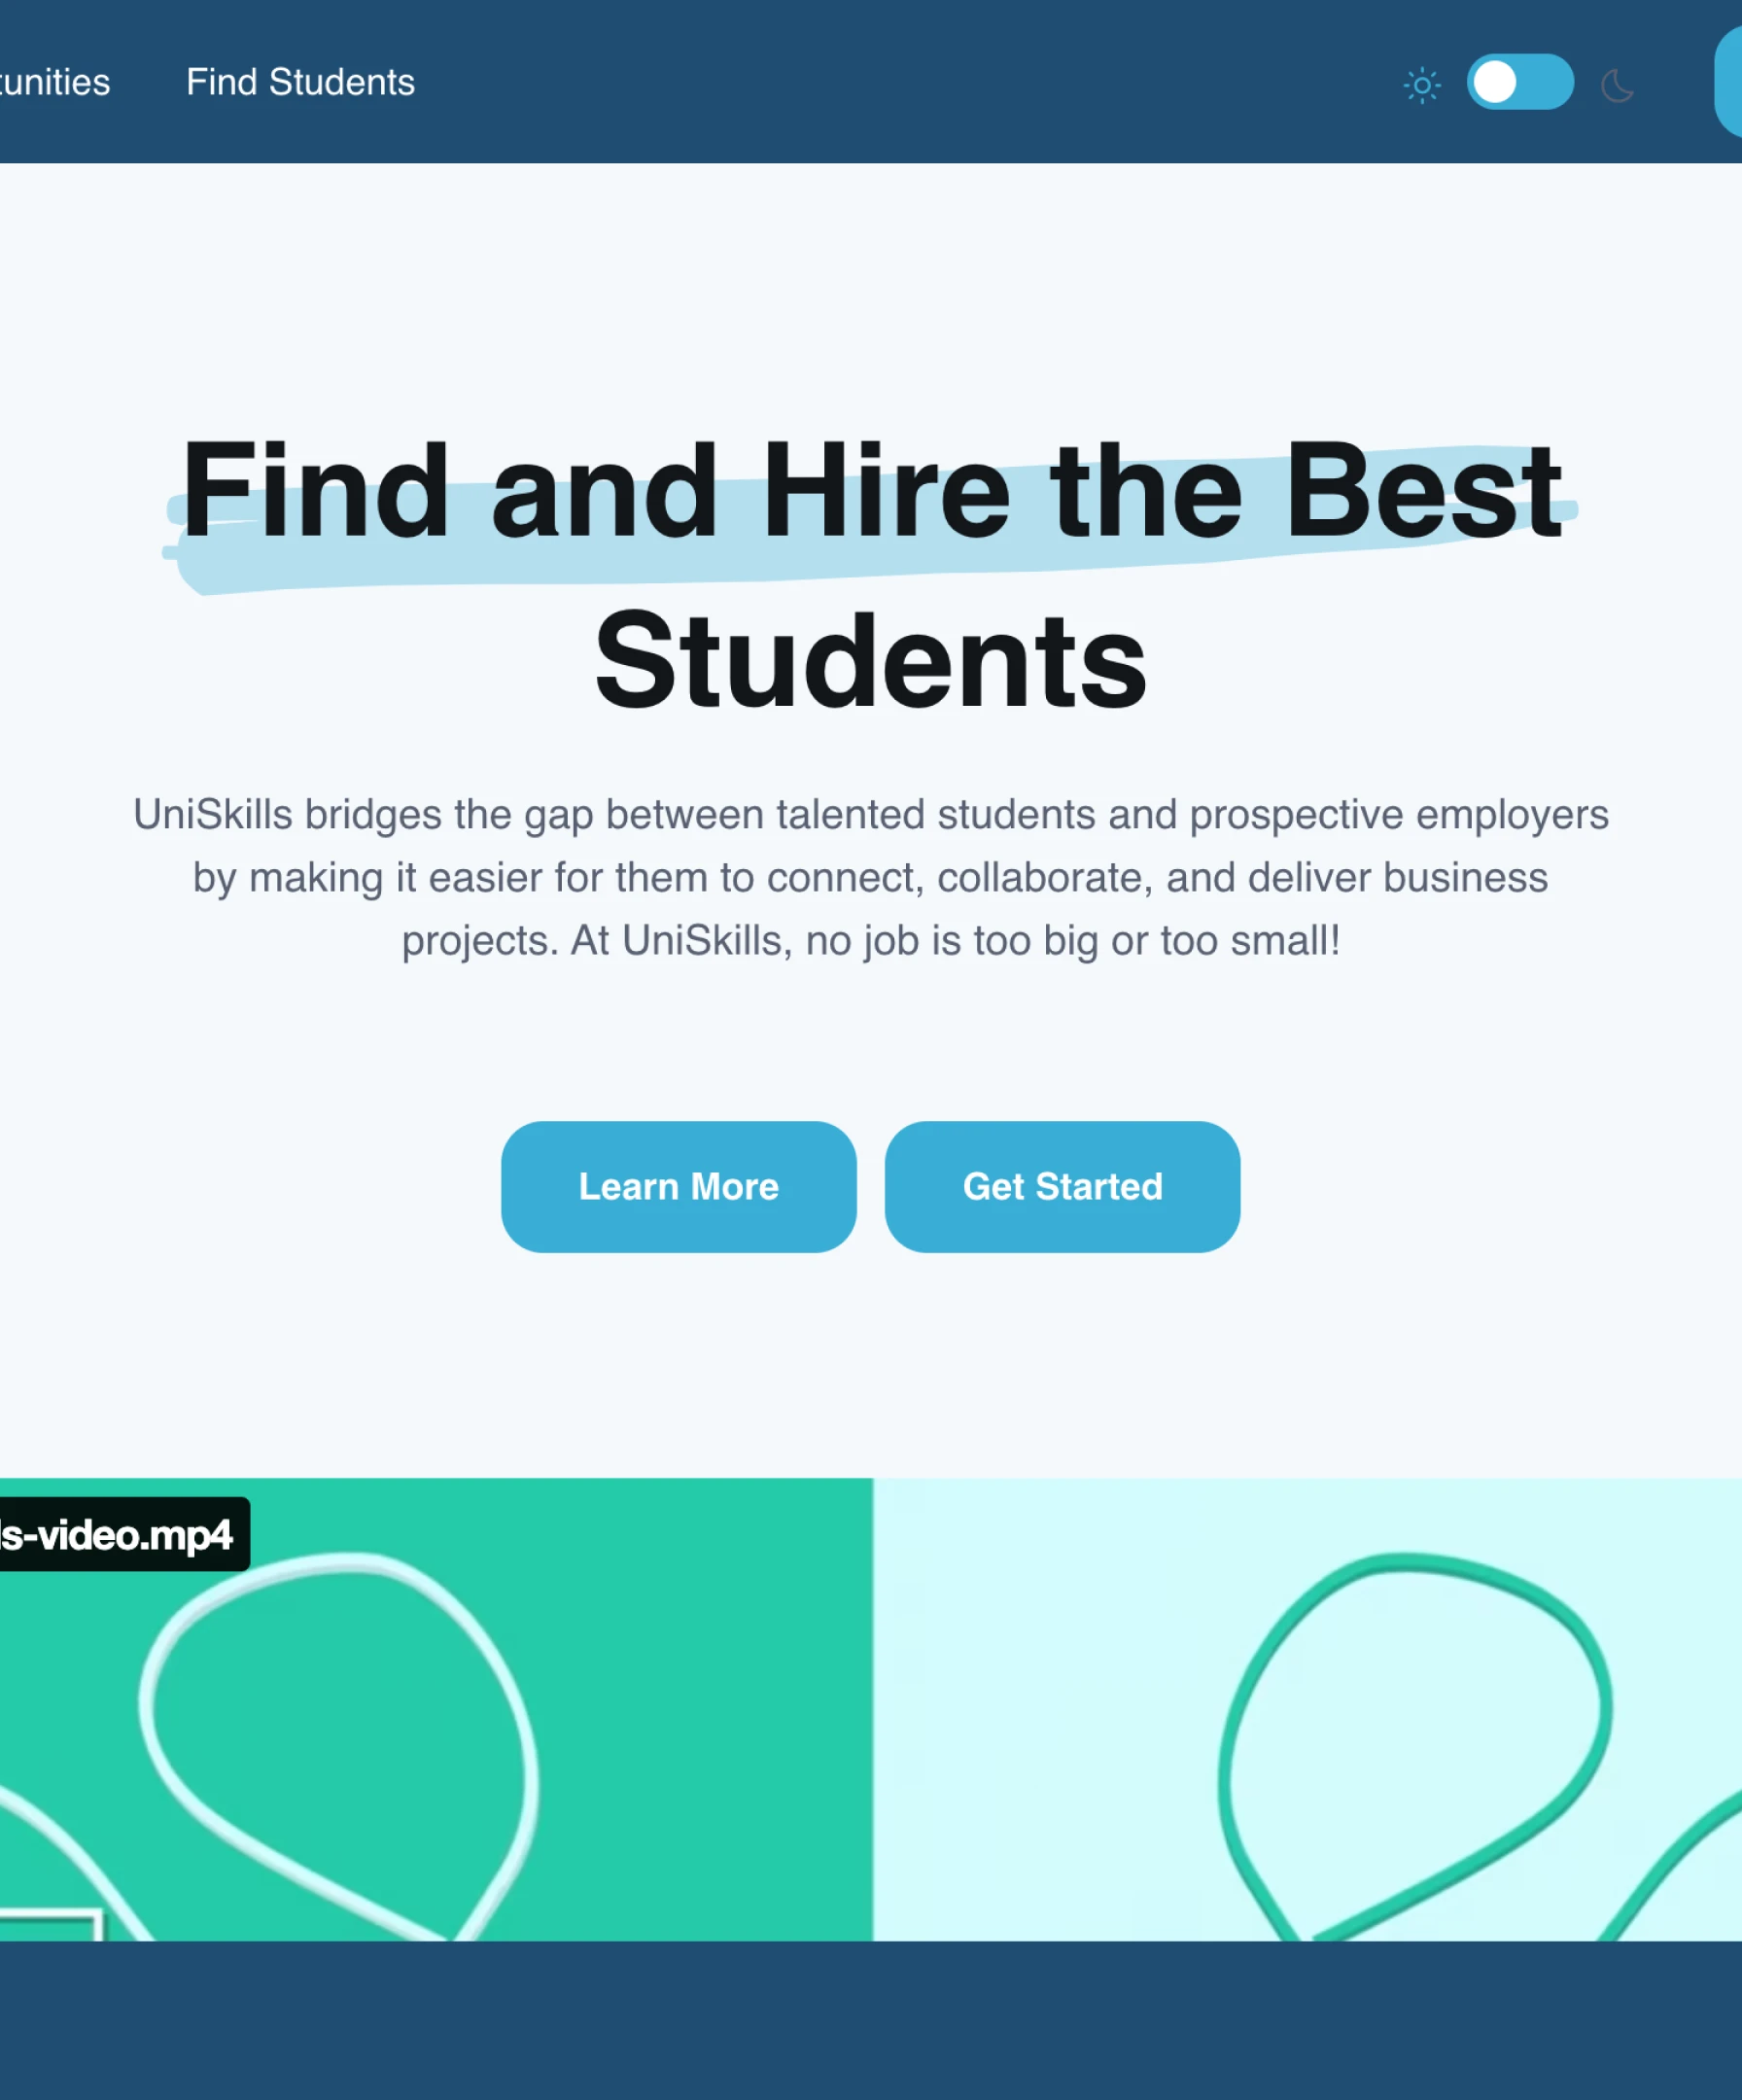 tunities
Find Students
Find and Hire the Best
Students
UniSkills bridges the gap between talented students and prospective employers
by making it easier for them to connect, collaborate, and deliver business
projects. At UniSkills, no job is too big or too small!
Learn More
Get Started
ls-video.mp4